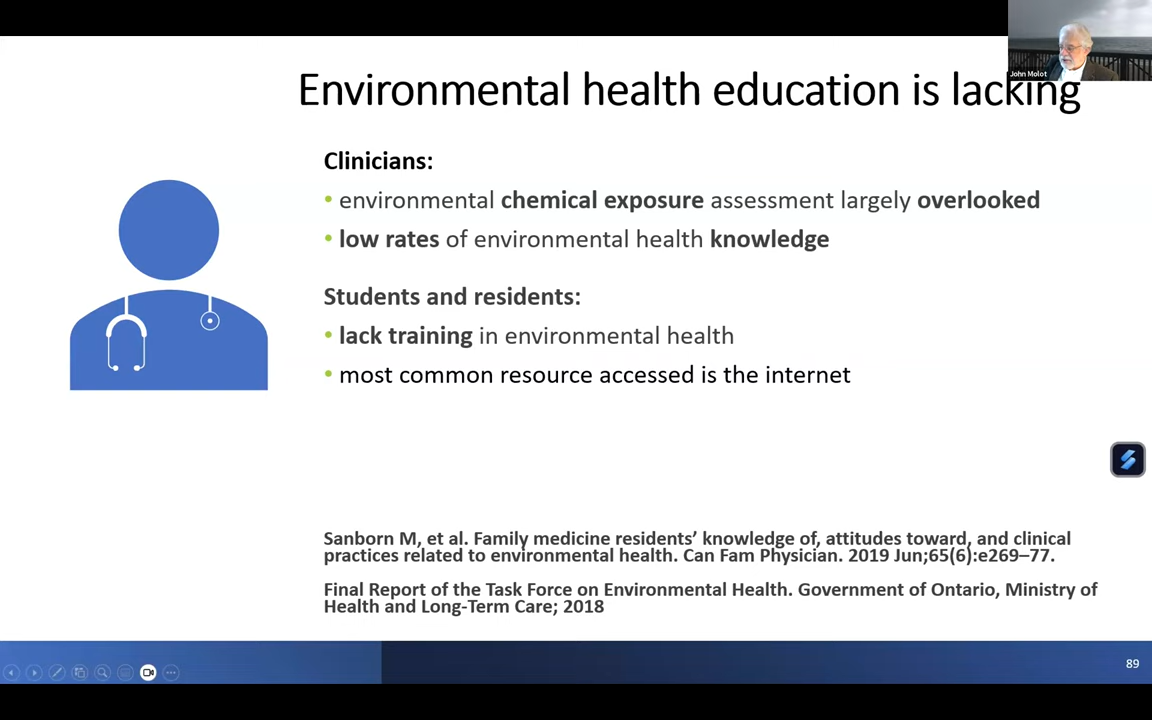 John Molot
Environmental health education is lacking
Clinicians:
• environmental chemical exposure assessment largely overlooked
• low rates of environmental health knowledge
Students and residents:
• lack training in environmental health
• most common resource accessed is the internet
Sanborn M, et al. Family medicine residents’ knowledge of, attitudes toward, and clinical
practices related to environmental health. Can Fam Physician. 2019 Jun;65(6):e269–77.
Final Report of the Task Force on Environmental Health. Government of Ontario, Ministry of
Health and Long-Term Care; 2018
89